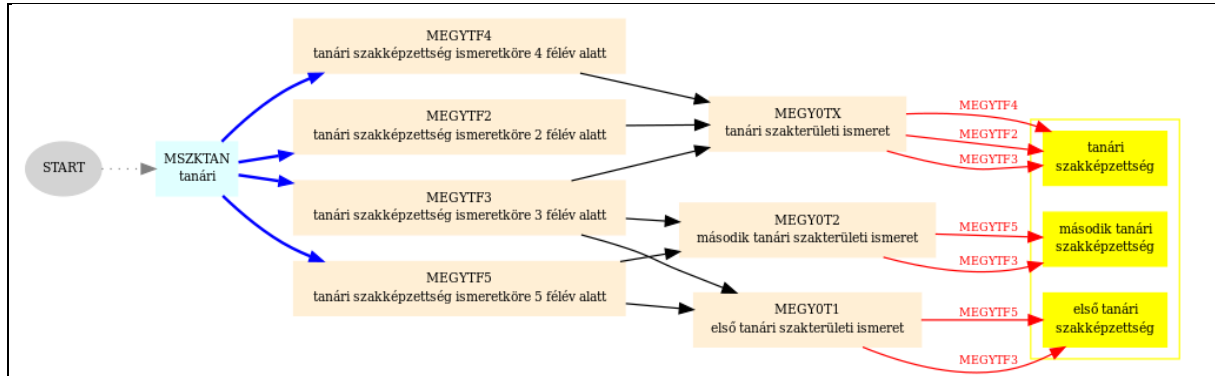 START
MSZKTAN
tanári
MEGYTF4
tanári szakképzettség ismeretköre 4 félév alatt
MEGYTF2
tanári szakképzettség ismeretköre 2 félév alatt
MEGYTF3
tanári szakképzettség ismeretköre 3 félév alatt
MEGYTF5
tanári szakképzettség ismeretköre 5 félév alatt
MEGY0TX
tanári szakterületi ismeret
MEGY0T2
második tanári szakterületi ismeret
MEGY0T1
első tanári szakterületi ismeret
MEGYTF4
MEGYTF2
MEGYTF3
MEGYTF5
MEGYTF3
MEGYTF5
MEGYTF3
tanári
szakképzettség
második tanári
szakképzettség
első tanári
szakképzettség